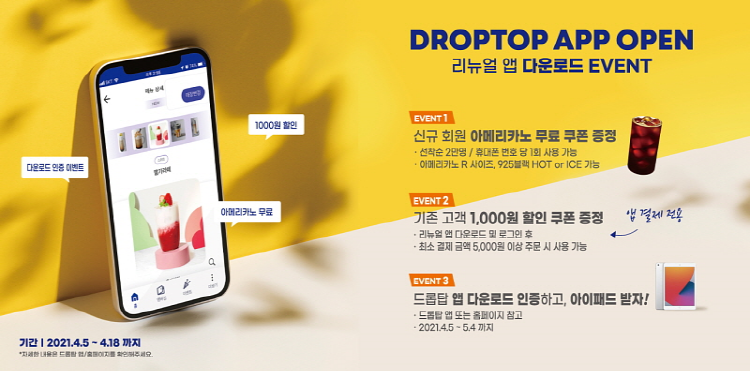 DROPTOP APP OPEN
리뉴얼 앱 다운로드 EVENT
메뉴 검색
1000원 할인
다운로드 인증 이벤트
딸기라떼
아메리카노 무료
홈
EVENT 1
신규 회원 아메리카노 무료 쿠폰 증정
· 선착순 2만명 / 휴대폰 번호 당 1회 사용 가능
· 아메리카노 R 사이즈, 925블랙 HOT or ICE 가능
EVENT 2
기존 고객 1,000원 할인 쿠폰 증정
앱 결제 전용
· 리뉴얼 앱 다운로드 및 로그인 후
· 최소 결제 금액 5,000원 이상 주문 시 사용 가능
EVENT 3
드롭탑 앱 다운로드 인증하고, 아이패드 받자!
· 드롭탑 앱 또는 홈페이지 참고
· 2021.4.5 ~ 5.4 까지
기간 | 2021.4.5 ~ 4.18 까지
*자세한 내용은 드롭탑 앱/홈페이지를 확인해주세요.